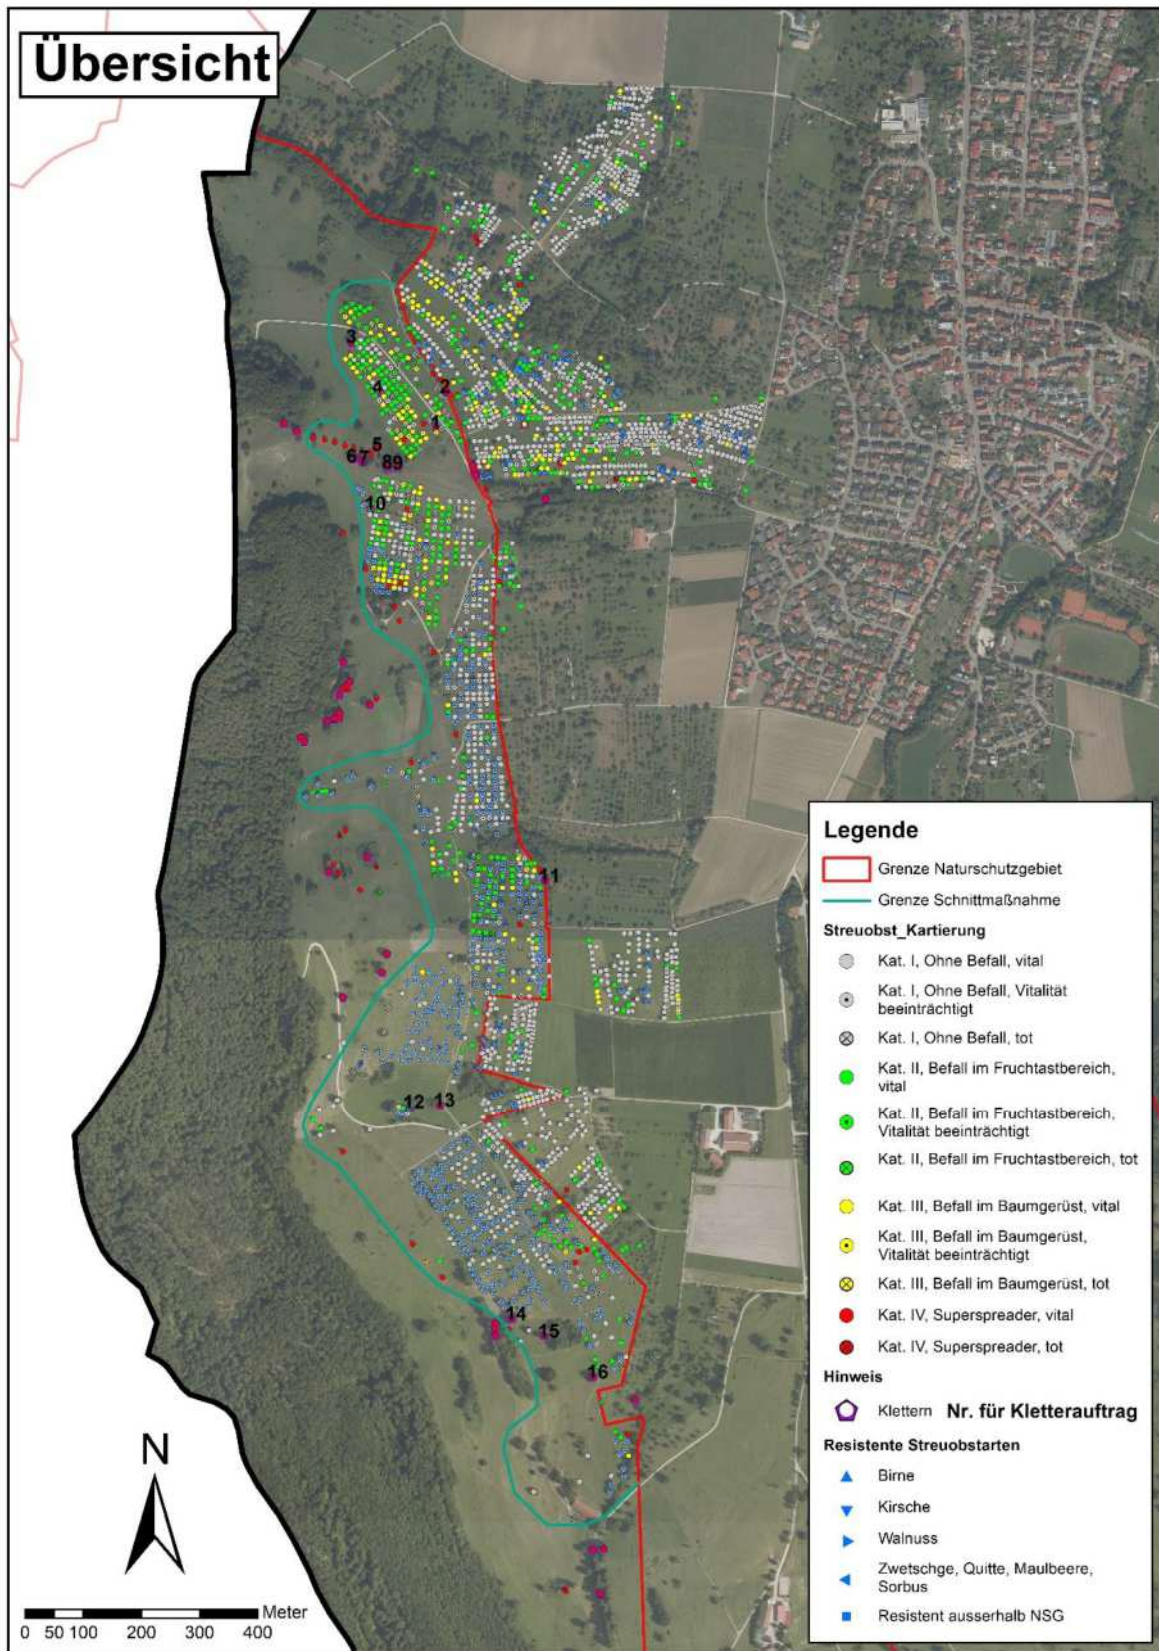 Übersicht
3
4
2
1
5
6
7
89
10
11
12
13
14
15
16
Legende
Grenze Naturschutzgebiet
Grenze Schnittmaßnahme
Streuobst_Kartierung
Kat. I, Ohne Befall, vital
Kat. I, Ohne Befall, Vitalität
beeinträchtigt
Kat. I, Ohne Befall, tot
Kat. II, Befall im Fruchtastbereich,
vital
Kat. II, Befall im Fruchtastbereich,
Vitalität beeinträchtigt
Kat. II, Befall im Fruchtastbereich, tot
Kat. III, Befall im Baumgerüst, vital
Kat. III, Befall im Baumgerüst,
Vitalität beeinträchtigt
Kat. III, Befall im Baumgerüst, tot
Kat. IV, Superspreader, vital
Kat. IV, Superspreader, tot
Hinweis
Klettern Nr. für Kletterauftrag
Resistente Streuobstarten
Birne
Kirsche
Walnuss
Zwetschge, Quitte, Maulbeere,
Sorbus
Resistent ausserhalb NSG
N
Meter
0 50 100 200 300 400